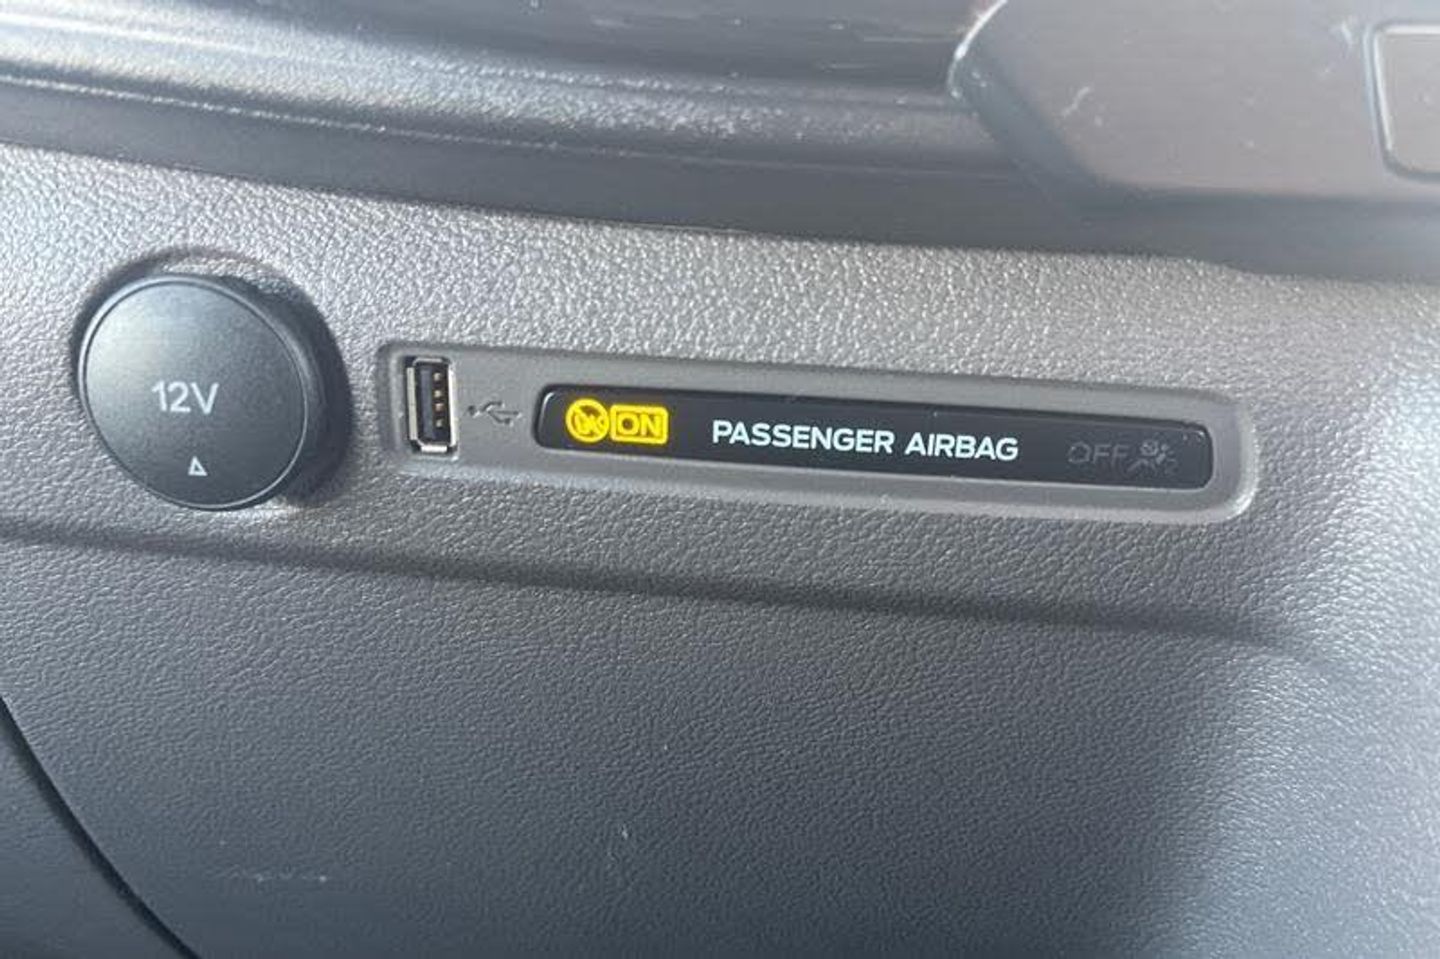 12V
ON PASSENGER AIRBAG OFF